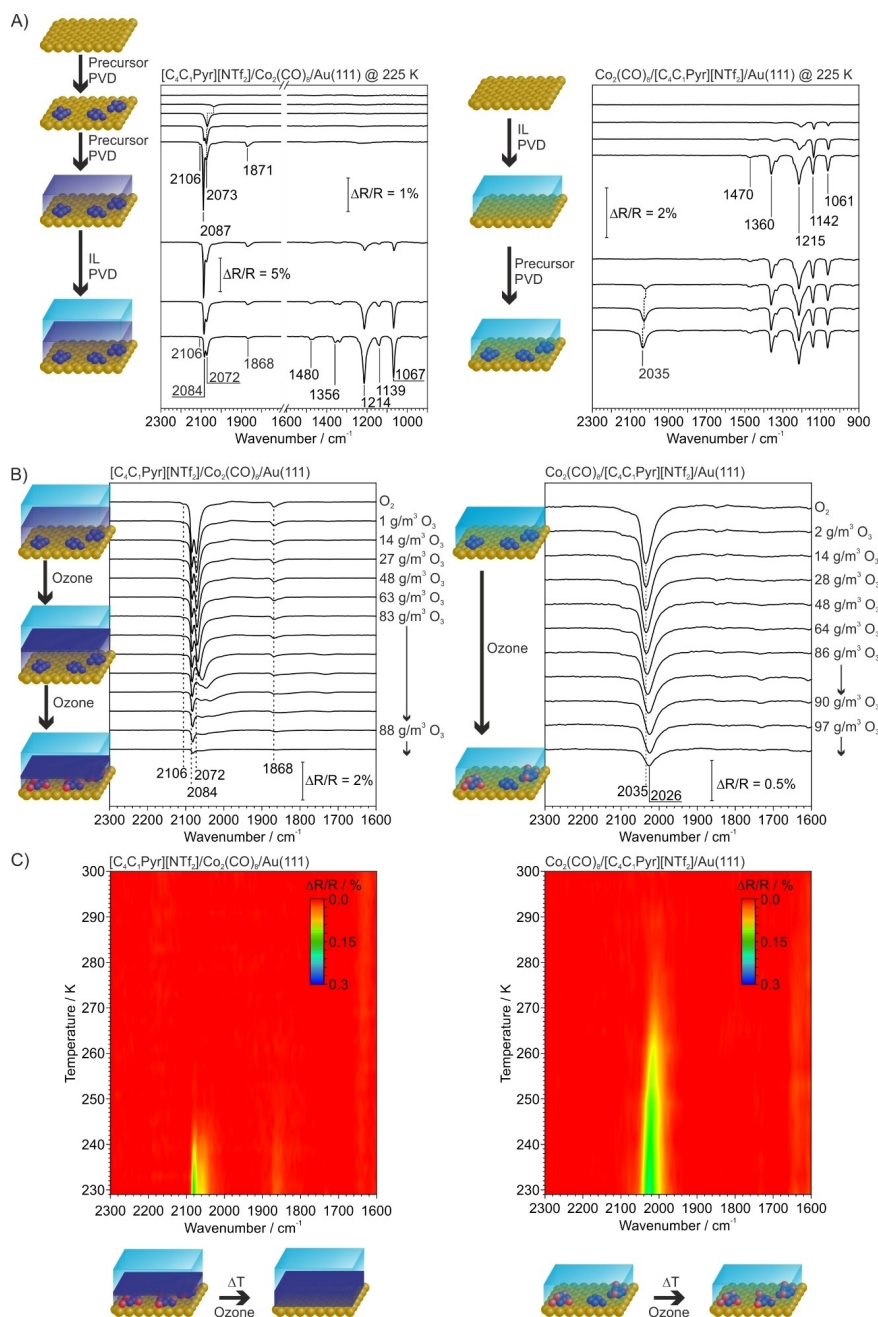 A)
Precursor
PVD
Precursor
PVD
IL
PVD
[C₄C₁Pyr][NTf₂]/Co₂(CO)₈/Au(111) @ 225 K
2106
2073
1871
2087
ΔR/R = 1%
ΔR/R = 5%
2106
2084
2072
1868
1480
1356
1214
1139
1067
2300 2100 1900 1700 1400 1200 1000
Wavenumber / cm⁻¹
IL
PVD
Precursor
PVD
Co₂(CO)₈/[C₄C₁Pyr][NTf₂]/Au(111) @ 225 K
ΔR/R = 2%
1470
1360
1215
1142
1061
2035
2300 2100 1900 1700 1500 1300 1100 900
Wavenumber / cm⁻¹
B)
Ozone
Ozone
[C₄C₁Pyr][NTf₂]/Co₂(CO)₈/Au(111)
O₂
1 g/m³ O₃
14 g/m³ O₃
27 g/m³ O₃
48 g/m³ O₃
63 g/m³ O₃
83 g/m³ O₃
88 g/m³ O₃
2106
2084
2072
1868
ΔR/R = 2%
2300 2200 2100 2000 1900 1800 1700 1600
Wavenumber / cm⁻¹
Ozone
Co₂(CO)₈/[C₄C₁Pyr][NTf₂]/Au(111)
O₂
2 g/m³ O₃
14 g/m³ O₃
28 g/m³ O₃
48 g/m³ O₃
64 g/m³ O₃
86 g/m³ O₃
90 g/m³ O₃
97 g/m³ O₃
2035
2026
ΔR/R = 0.5%
2300 2200 2100 2000 1900 1800 1700 1600
Wavenumber / cm⁻¹
C)
[C₄C₁Pyr][NTf₂]/Co₂(CO)₈/Au(111)
ΔR/R / %
0.0
0.15
0.3
300
290
280
270
260
250
240
230
Temperature / K
2300 2200 2100 2000 1900 1800 1700 1600
Wavenumber / cm⁻¹
ΔT
Ozone
Co₂(CO)₈/[C₄C₁Pyr][NTf₂]/Au(111)
ΔR/R / %
0.0
0.15
0.3
300
290
280
270
260
250
240
230
Temperature / K
2300 2200 2100 2000 1900 1800 1700 1600
Wavenumber / cm⁻¹
ΔT
Ozone